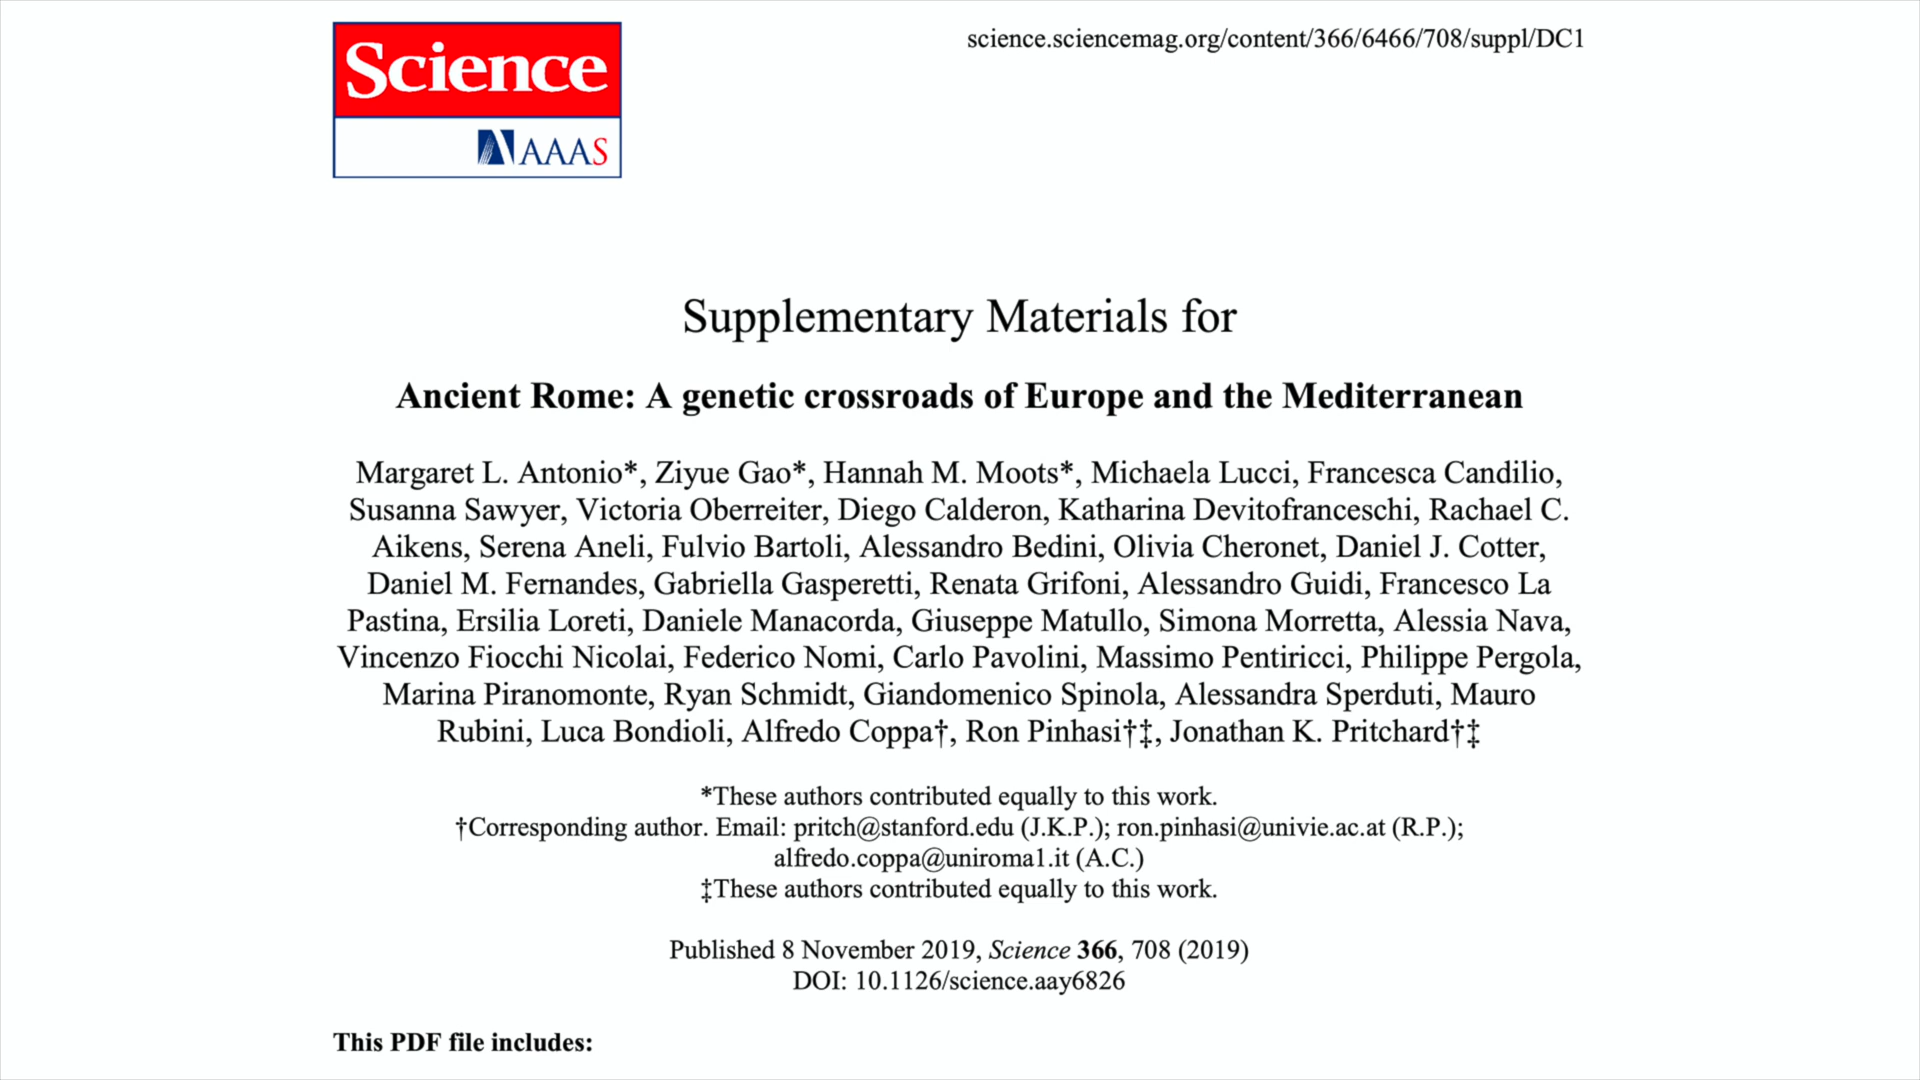 Science
AAAS
science.sciencemag.org/content/366/6466/708/suppl/DC1
Supplementary Materials for
Ancient Rome: A genetic crossroads of Europe and the Mediterranean
Margaret L. Antonio*, Ziyue Gao*, Hannah M. Moots*, Michaela Lucci, Francesca Candilio,
Susanna Sawyer, Victoria Oberreiter, Diego Calderon, Katharina Devitofranceschi, Rachael C.
Aikens, Serena Aneli, Fulvio Bartoli, Alessandro Bedini, Olivia Cheronet, Daniel J. Cotter,
Daniel M. Fernandes, Gabriella Gasperetti, Renata Grifoni, Alessandro Guidi, Francesco La
Pastina, Ersilia Loreti, Daniele Manacorda, Giuseppe Matullo, Simona Morretta, Alessia Nava,
Vincenzo Fiocchi Nicolai, Federico Nomi, Carlo Pavolini, Massimo Pentiricci, Philippe Pergola,
Marina Piranomonte, Ryan Schmidt, Giandomenico Spinola, Alessandra Sperduti, Mauro
Rubini, Luca Bondioli, Alfredo Coppa†, Ron Pinhasi†‡, Jonathan K. Pritchard†‡
*These authors contributed equally to this work.
†Corresponding author. Email: pritch@stanford.edu (J.K.P.); ron.pinhasi@univie.ac.at (R.P.);
alfredo.coppa@uniroma1.it (A.C.)
‡These authors contributed equally to this work.
Published 8 November 2019, Science 366, 708 (2019)
DOI: 10.1126/science.aay6826
This PDF file includes: